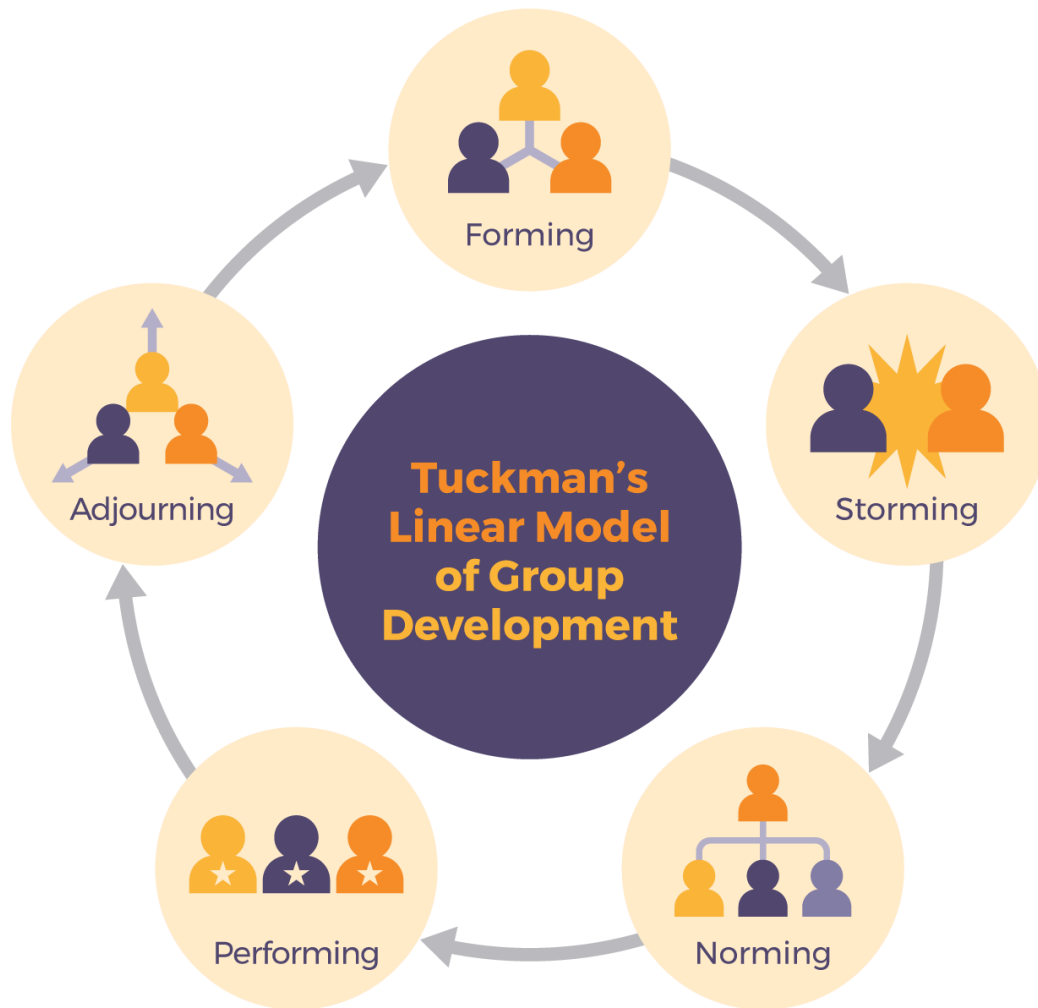 Forming
Storming
Norming
Performing
Adjourning
Tuckman’s
Linear Model
of Group
Development